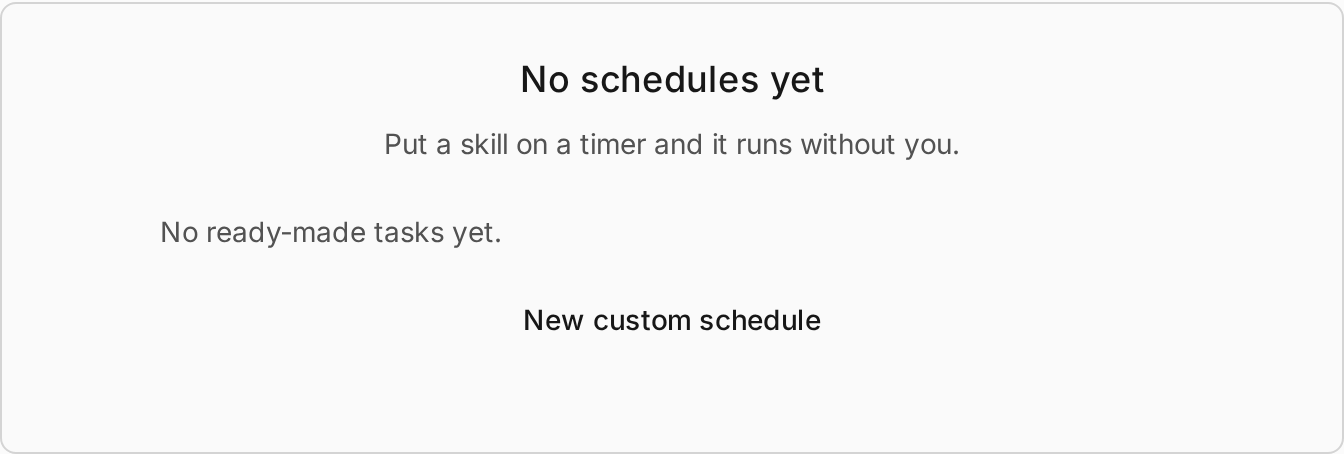 No schedules yet
Put a skill on a timer and it runs without you.
No ready-made tasks yet.
New custom schedule